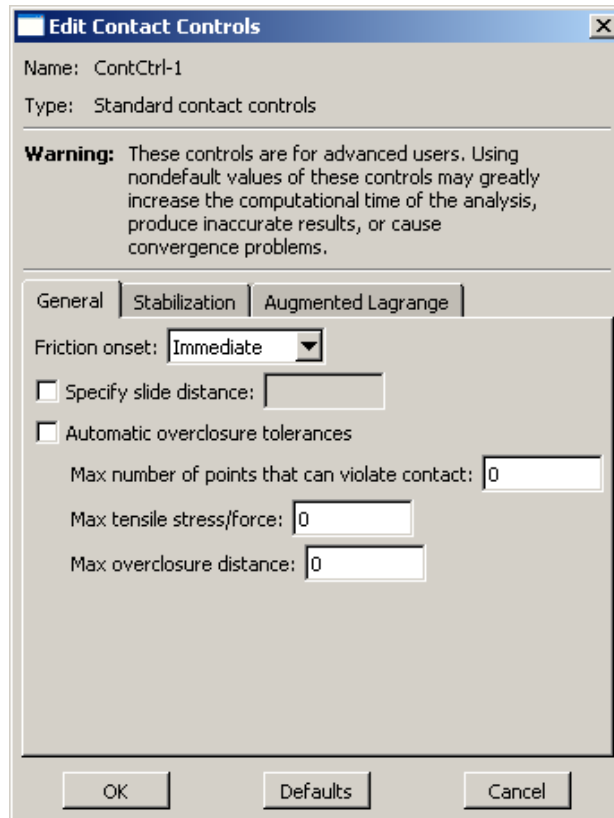 Edit Contact Controls
Name: ContCtrl-1
Type: Standard contact controls
Warning: These controls are for advanced users. Using
nondefault values of these controls may greatly
increase the computational time of the analysis,
produce inaccurate results, or cause
convergence problems.
General Stabilization Augmented Lagrange
Friction onset: Immediate
Specify slide distance:
Automatic overclosure tolerances
Max number of points that can violate contact: 0
Max tensile stress/force: 0
Max overclosure distance: 0
OK Defaults Cancel